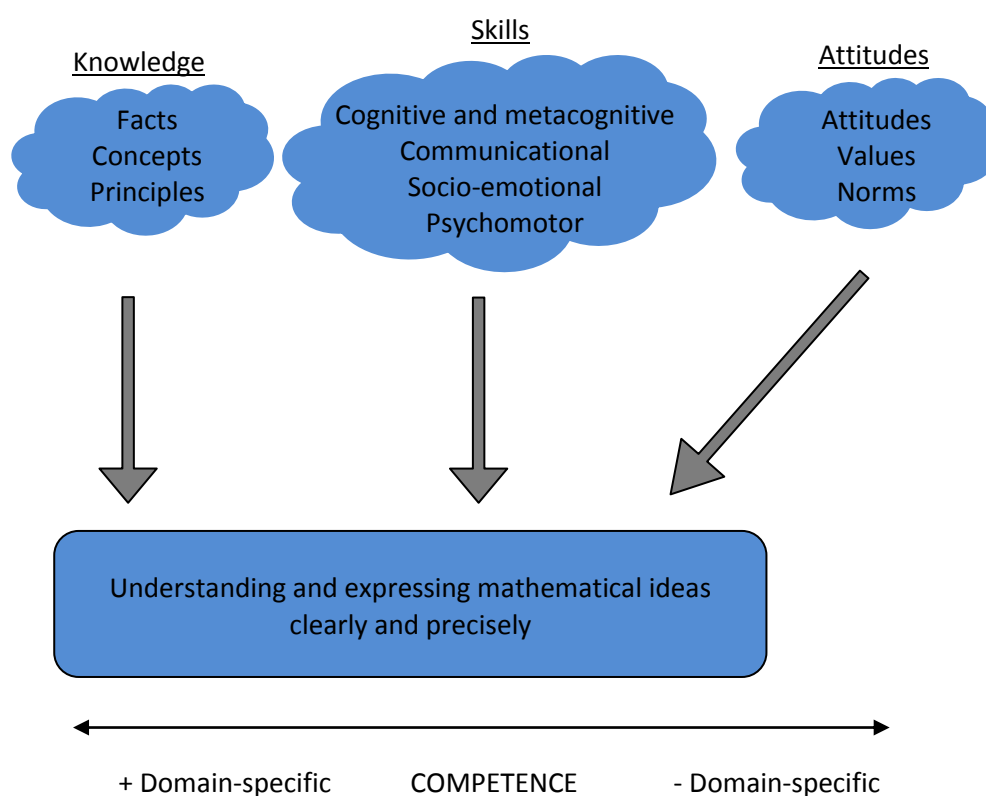 Knowledge
Facts
Concepts
Principles
Skills
Cognitive and metacognitive
Communicational
Socio-emotional
Psychomotor
Attitudes
Attitudes
Values
Norms
Understanding and expressing mathematical ideas
clearly and precisely
+ Domain-specific
COMPETENCE
- Domain-specific